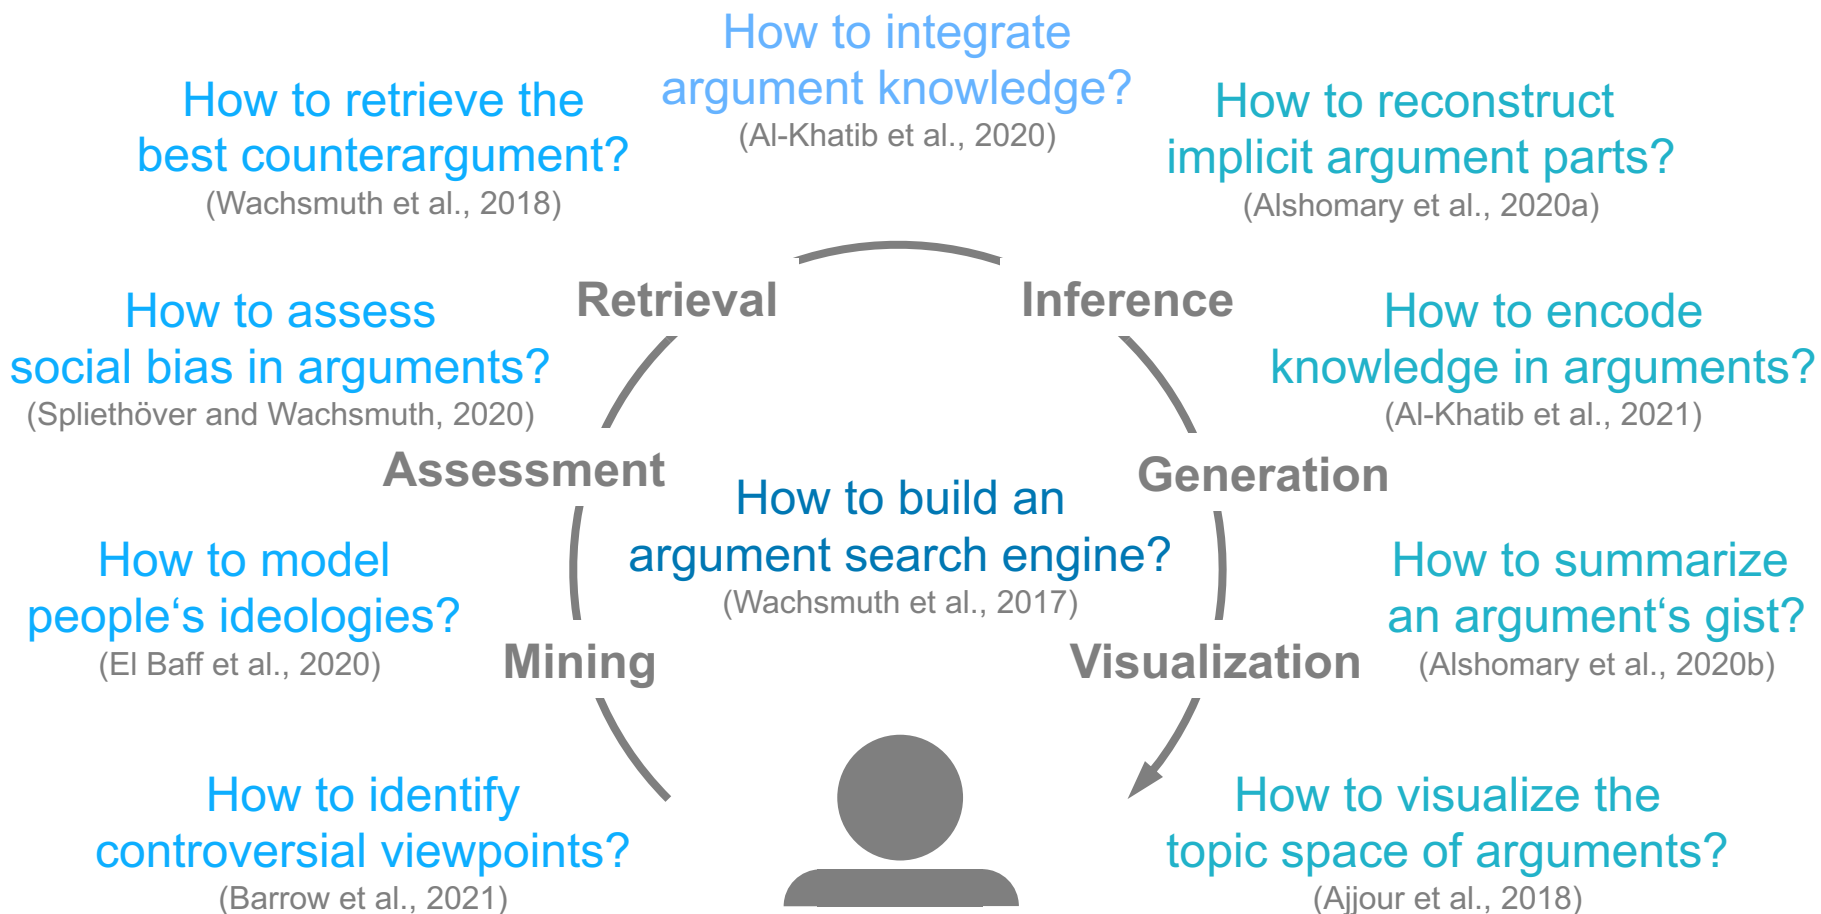 How to integrate
argument knowledge?
(Al-Khatib et al., 2020)
How to retrieve the
best counterargument?
(Wachsmuth et al., 2018)
How to reconstruct
implicit argument parts?
(Alshomary et al., 2020a)
Retrieval
Inference
How to assess
social bias in arguments?
(Spliethöver and Wachsmuth, 2020)
How to encode
knowledge in arguments?
(Al-Khatib et al., 2021)
Assessment
Generation
How to build an
argument search engine?
(Wachsmuth et al., 2017)
How to model
people‘s ideologies?
(El Baff et al., 2020)
How to summarize
an argument‘s gist?
(Alshomary et al., 2020b)
Mining
Visualization
How to identify
controversial viewpoints?
(Barrow et al., 2021)
How to visualize the
topic space of arguments?
(Ajjour et al., 2018)